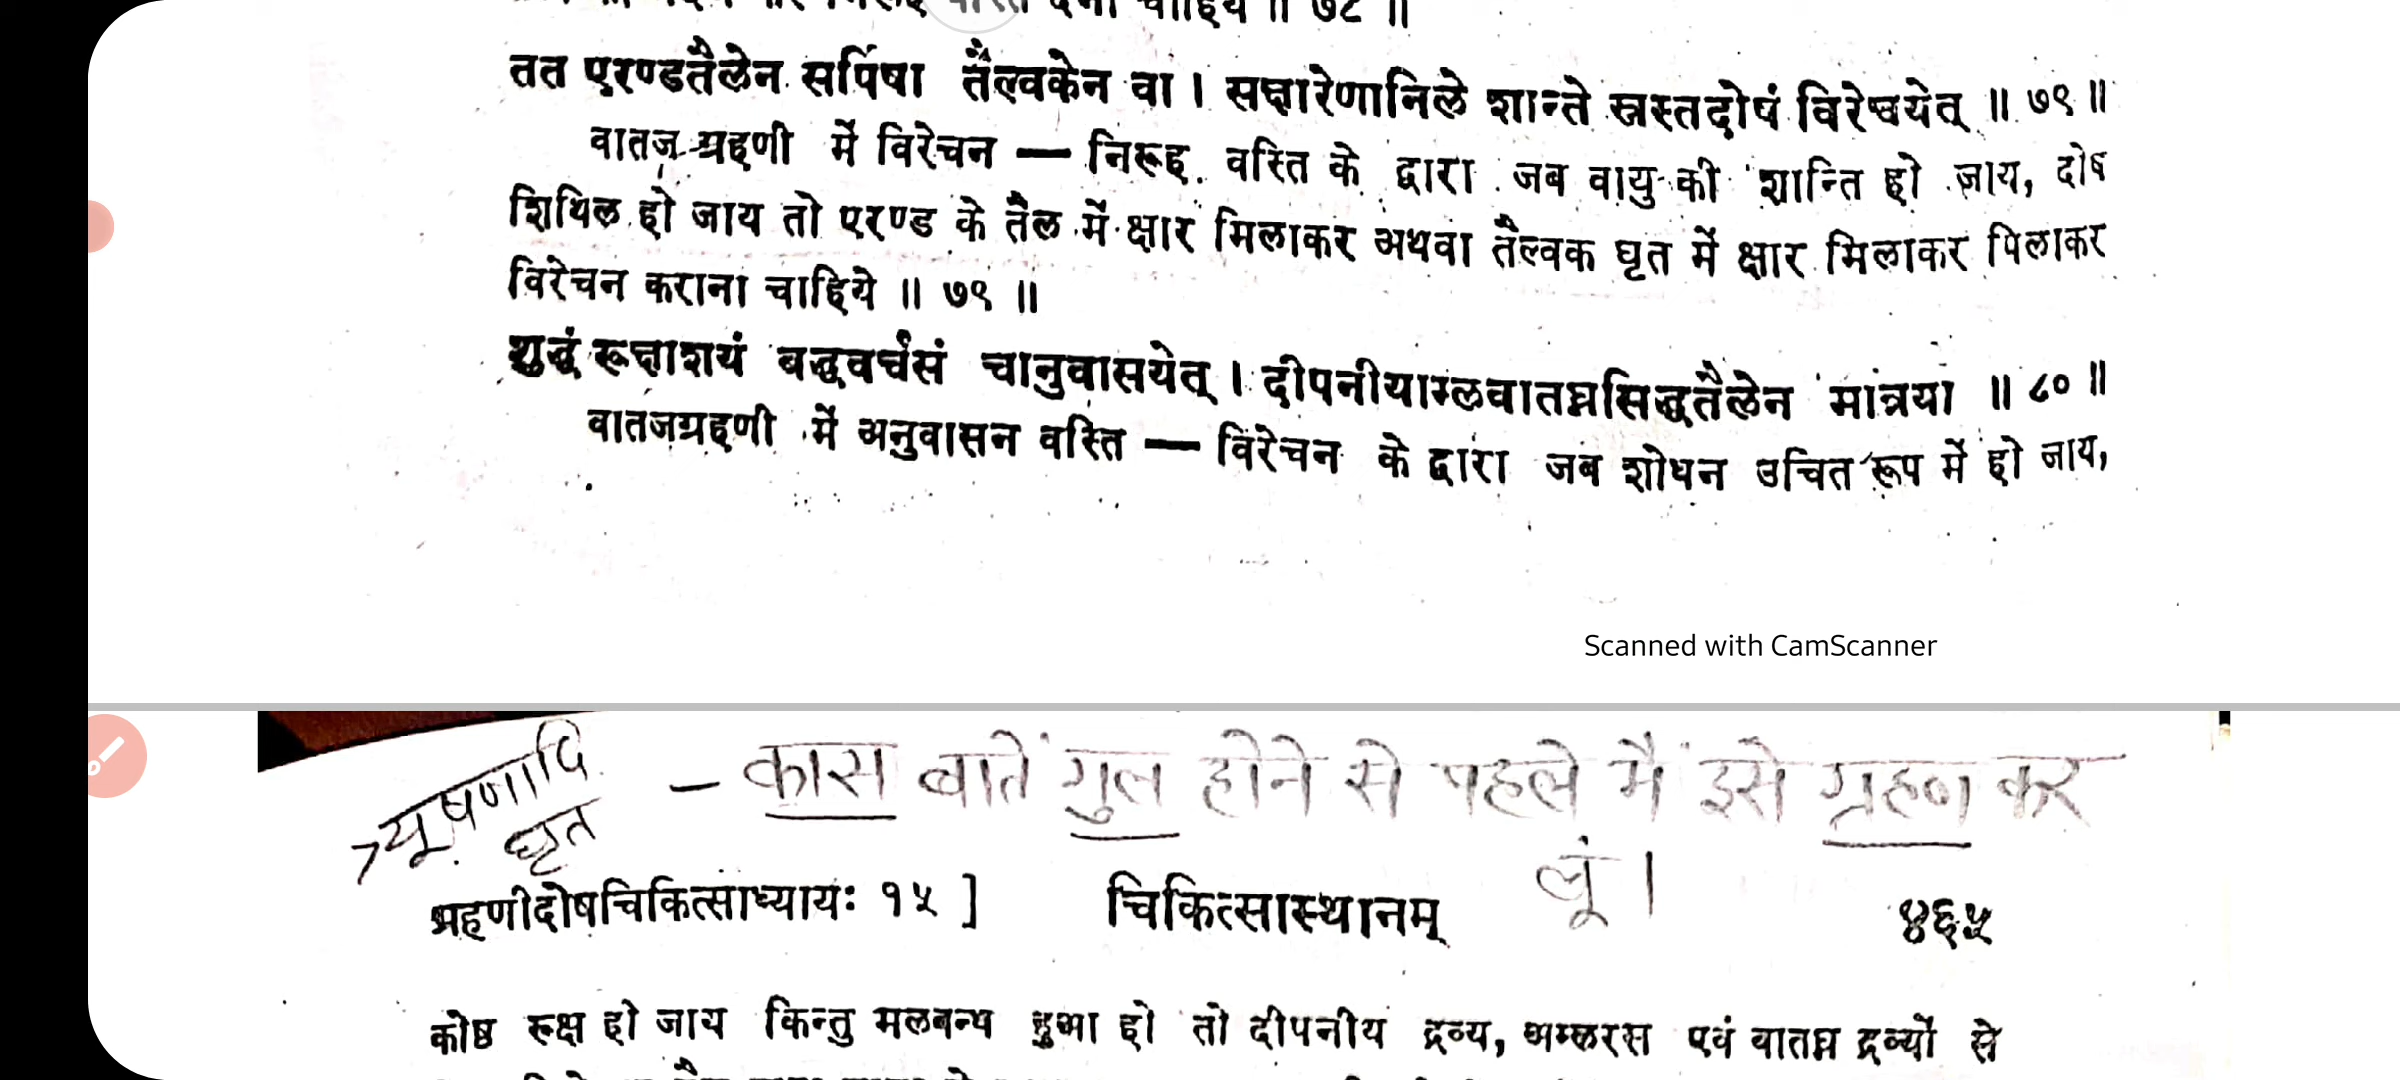 देना चाहिये ॥ ७८ ॥
तत एरण्डतैलेन सर्पिषा तैल्वकेन वा । सक्षारेणानिले शान्ते स्रस्तदोषं विरेचयेत् ॥ ७९ ॥
वातज ग्रहणी में विरेचन — निरूह वस्ति के द्वारा जब वायु की शान्ति हो जाय, दोष
शिथिल हो जाय तो एरण्ड के तैल में क्षार मिलाकर अथवा तैल्वक घृत में क्षार मिलाकर पिलाकर
विरेचन कराना चाहिये ॥ ७९ ॥
शुद्धं रूक्षाशयं बद्धवर्चसं चानुवासयेत् । दीपनीयाम्लवातघ्नसिद्धतैलेन मात्रया ॥ ८० ॥
वातजग्रहणी में अनुवासन वस्ति — विरेचन के द्वारा जब शोधन उचित रूप में हो जाय,
Scanned with CamScanner
त्र्यूषणादि घृत – कास बातें गुल होने से पहले मैं इसे ग्रहण कर
लूं ।
ग्रहणीदोषचिकित्साध्यायः १५ ] चिकित्सास्थानम् ४६५
कोष्ठ रूक्ष हो जाय किन्तु मलबन्ध हुआ हो तो दीपनीय द्रव्य, अम्लरस एवं वातघ्न द्रव्यों से